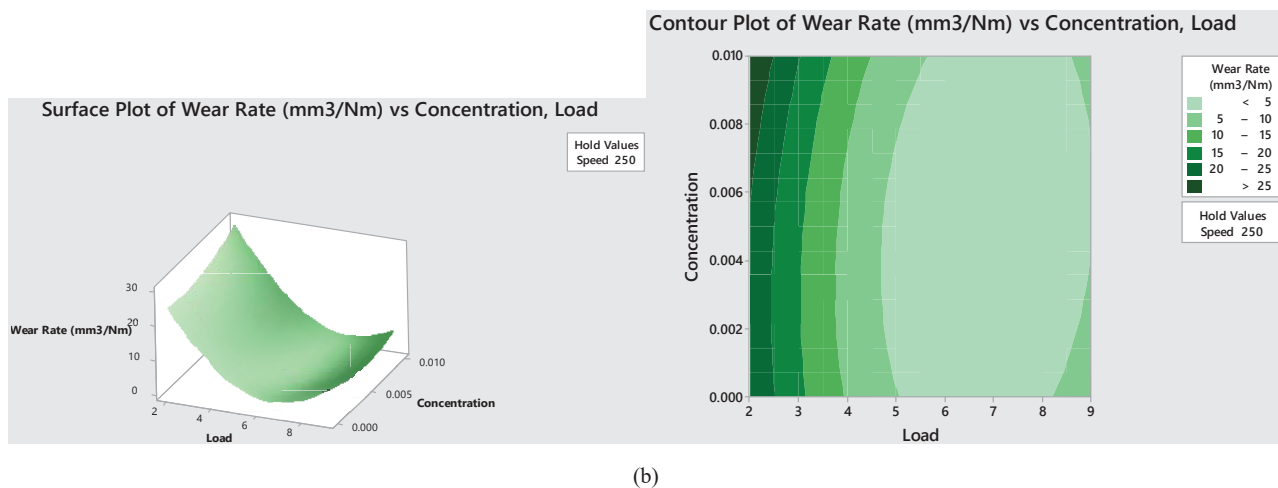 Surface Plot of Wear Rate (mm3/Nm) vs Concentration, Load
Hold Values
Speed 250
30
20
10
0
Wear Rate (mm3/Nm)
2
4
6
8
Load
0.000
0.005
0.010
Concentration
Contour Plot of Wear Rate (mm3/Nm) vs Concentration, Load
0.010
0.008
0.006
0.004
0.002
0.000
Concentration
2 3 4 5 6 7 8 9
Load
Wear Rate
(mm3/Nm)
< 5
5 – 10
10 – 15
15 – 20
20 – 25
> 25
Hold Values
Speed 250
(b)